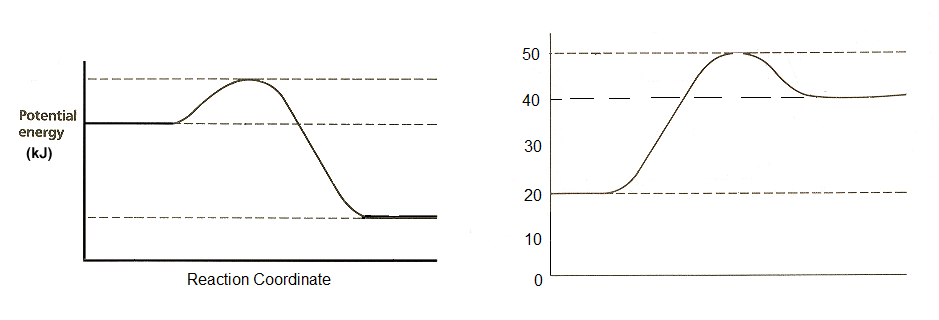 Potential
energy
(kJ)
Reaction Coordinate
50
40
30
20
10
0